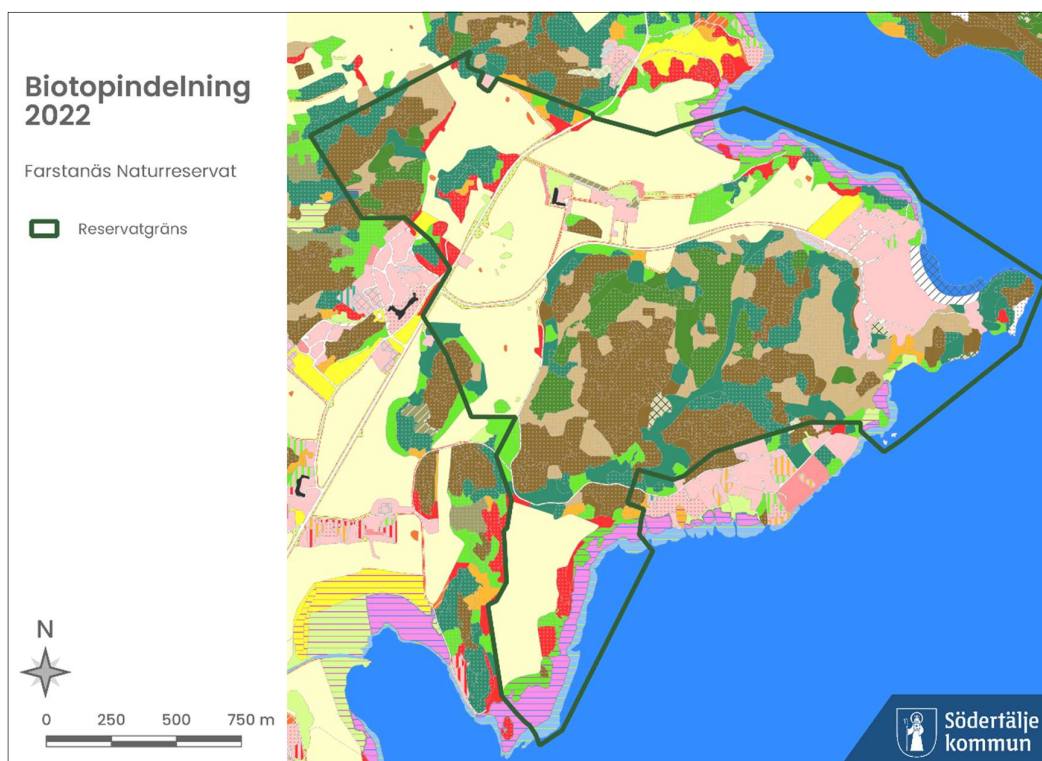 Biotopindelning
2022
Farstanäs Naturreservat
Reservatgräns
N
0 250 500 750 m
Södertälje
kommun